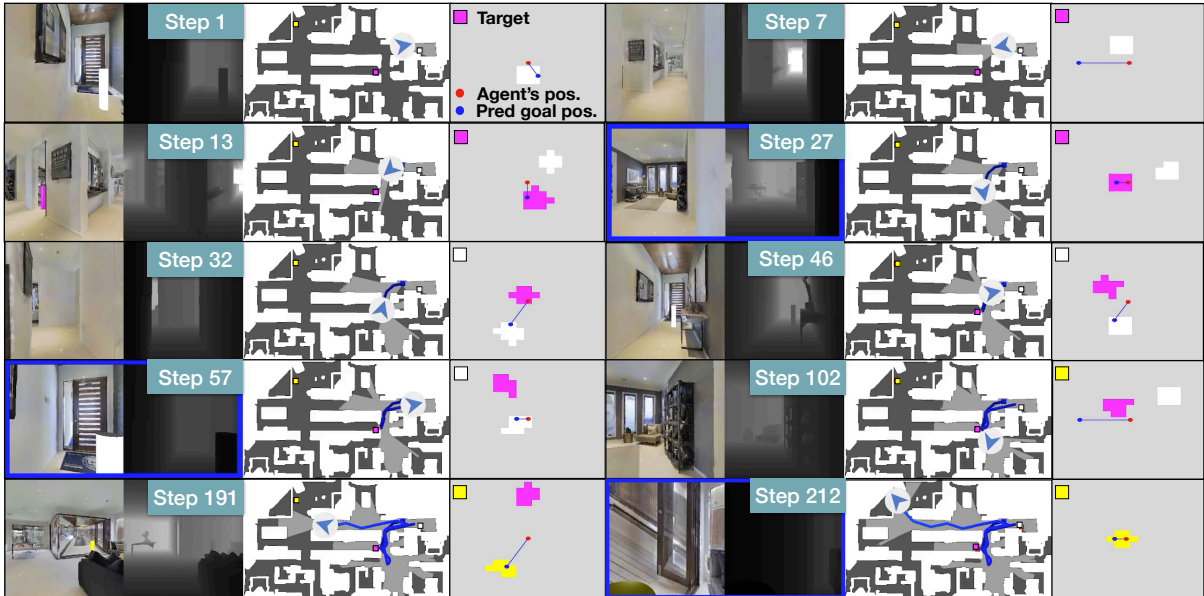 Step 1
Target
Agent's pos.
Pred goal pos.
Step 7
Step 13
Step 27
Step 32
Step 46
Step 57
Step 102
Step 191
Step 212